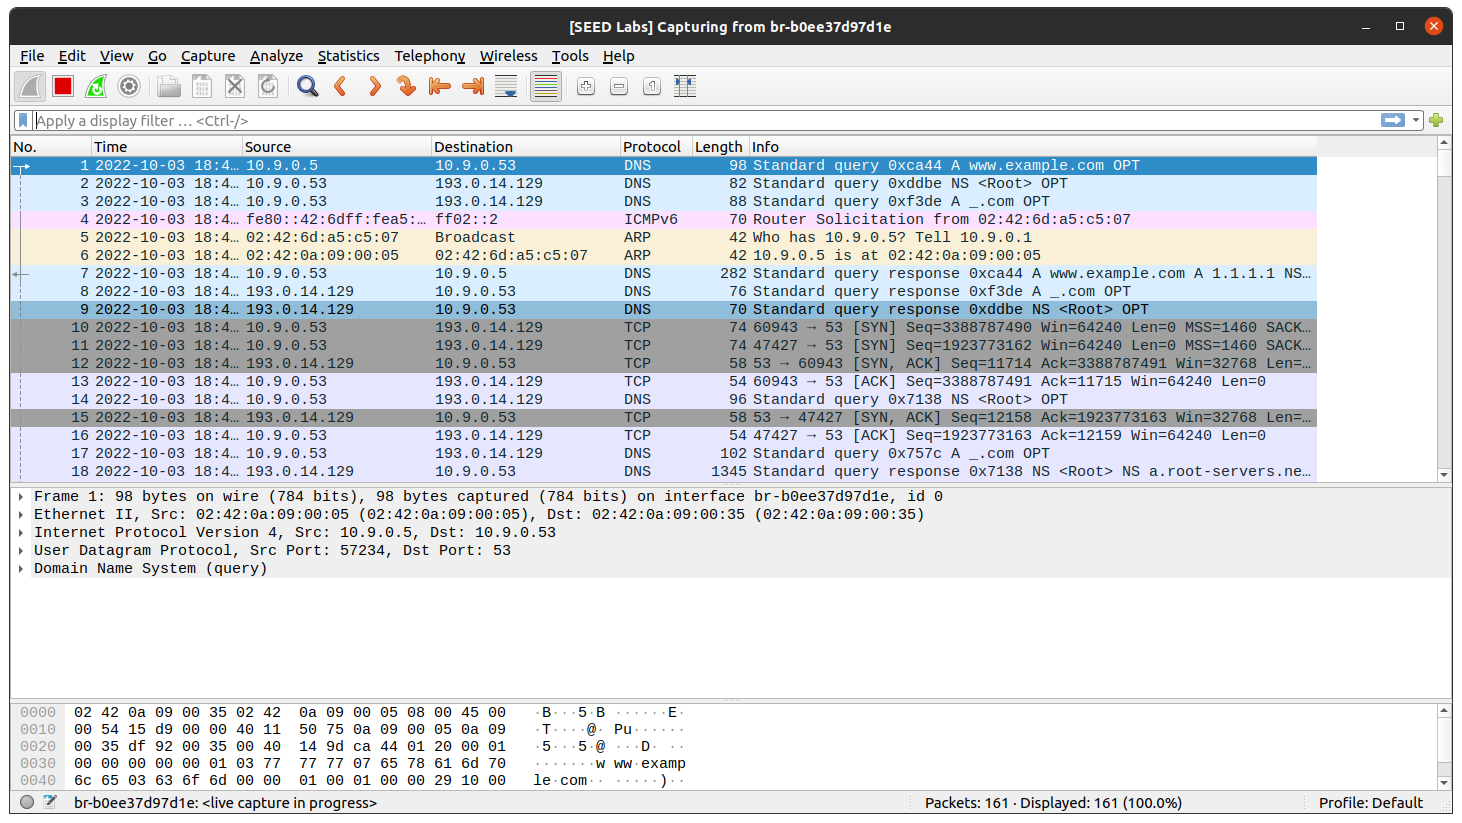 [SEED Labs] Capturing from br-b0ee37d97d1e
File Edit View Go Capture Analyze Statistics Telephony Wireless Tools Help
Apply a display filter … <Ctrl-/>
No. Time Source Destination Protocol Length Info
1 2022-10-03 18:4… 10.9.0.5 10.9.0.53 DNS 98 Standard query 0xca44 A www.example.com OPT
2 2022-10-03 18:4… 10.9.0.53 193.0.14.129 DNS 82 Standard query 0xddbe NS <Root> OPT
3 2022-10-03 18:4… 10.9.0.53 193.0.14.129 DNS 88 Standard query 0xf3de A _.com OPT
4 2022-10-03 18:4… fe80::42:6dff:fea5:… ff02::2 ICMPv6 70 Router Solicitation from 02:42:6d:a5:c5:07
5 2022-10-03 18:4… 02:42:6d:a5:c5:07 Broadcast ARP 42 Who has 10.9.0.5? Tell 10.9.0.1
6 2022-10-03 18:4… 02:42:0a:09:00:05 02:42:6d:a5:c5:07 ARP 42 10.9.0.5 is at 02:42:0a:09:00:05
7 2022-10-03 18:4… 10.9.0.53 10.9.0.5 DNS 282 Standard query response 0xca44 A www.example.com A 1.1.1.1 NS…
8 2022-10-03 18:4… 193.0.14.129 10.9.0.53 DNS 76 Standard query response 0xf3de A _.com OPT
9 2022-10-03 18:4… 193.0.14.129 10.9.0.53 DNS 70 Standard query response 0xddbe NS <Root> OPT
10 2022-10-03 18:4… 10.9.0.53 193.0.14.129 TCP 74 60943 → 53 [SYN] Seq=3388787490 Win=64240 Len=0 MSS=1460 SACK…
11 2022-10-03 18:4… 10.9.0.53 193.0.14.129 TCP 74 47427 → 53 [SYN] Seq=1923773162 Win=64240 Len=0 MSS=1460 SACK…
12 2022-10-03 18:4… 193.0.14.129 10.9.0.53 TCP 58 53 → 60943 [SYN, ACK] Seq=11714 Ack=3388787491 Win=32768 Len=…
13 2022-10-03 18:4… 10.9.0.53 193.0.14.129 TCP 54 60943 → 53 [ACK] Seq=3388787491 Ack=11715 Win=64240 Len=0
14 2022-10-03 18:4… 10.9.0.53 193.0.14.129 DNS 96 Standard query 0x7138 NS <Root> OPT
15 2022-10-03 18:4… 193.0.14.129 10.9.0.53 TCP 58 53 → 47427 [SYN, ACK] Seq=12158 Ack=1923773163 Win=32768 Len=…
16 2022-10-03 18:4… 10.9.0.53 193.0.14.129 TCP 54 47427 → 53 [ACK] Seq=1923773163 Ack=12159 Win=64240 Len=0
17 2022-10-03 18:4… 10.9.0.53 193.0.14.129 DNS 102 Standard query 0x757c A _.com OPT
18 2022-10-03 18:4… 193.0.14.129 10.9.0.53 DNS 1345 Standard query response 0x7138 NS <Root> NS a.root-servers.ne…
Frame 1: 98 bytes on wire (784 bits), 98 bytes captured (784 bits) on interface br-b0ee37d97d1e, id 0
Ethernet II, Src: 02:42:0a:09:00:05 (02:42:0a:09:00:05), Dst: 02:42:0a:09:00:35 (02:42:0a:09:00:35)
Internet Protocol Version 4, Src: 10.9.0.5, Dst: 10.9.0.53
User Datagram Protocol, Src Port: 57234, Dst Port: 53
Domain Name System (query)
0000 02 42 0a 09 00 35 02 42 0a 09 00 05 08 00 45 00 ·B···5·B ······E·
0010 00 54 15 d9 00 00 40 11 50 75 0a 09 00 05 0a 09 ·T····@· Pu······
0020 00 35 df 92 00 35 00 40 14 9d ca 44 01 20 00 01 ·5···5·@ ···D· ··
0030 00 00 00 00 00 01 03 77 77 77 07 65 78 61 6d 70 ·······w ww·examp
0040 6c 65 03 63 6f 6d 00 00 01 00 01 00 00 29 10 00 le·com·· ·····)··
br-b0ee37d97d1e: <live capture in progress>
Packets: 161 · Displayed: 161 (100.0%)
Profile: Default